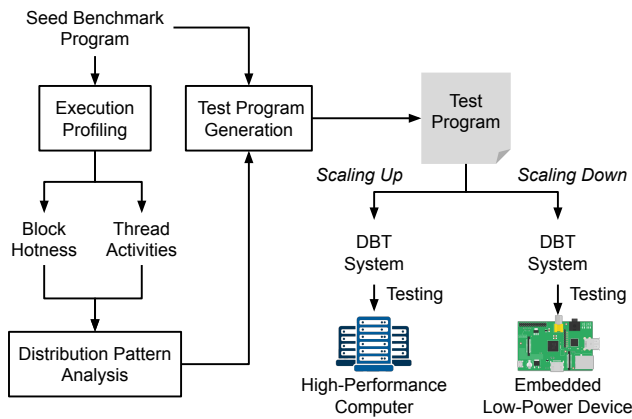 Seed Benchmark
Program
Execution
Profiling
Test Program
Generation
Test
Program
Scaling Up
Scaling Down
Block
Hotness
Thread
Activities
DBT
System
DBT
System
Testing
Testing
Distribution Pattern
Analysis
High-Performance
Computer
Embedded
Low-Power Device